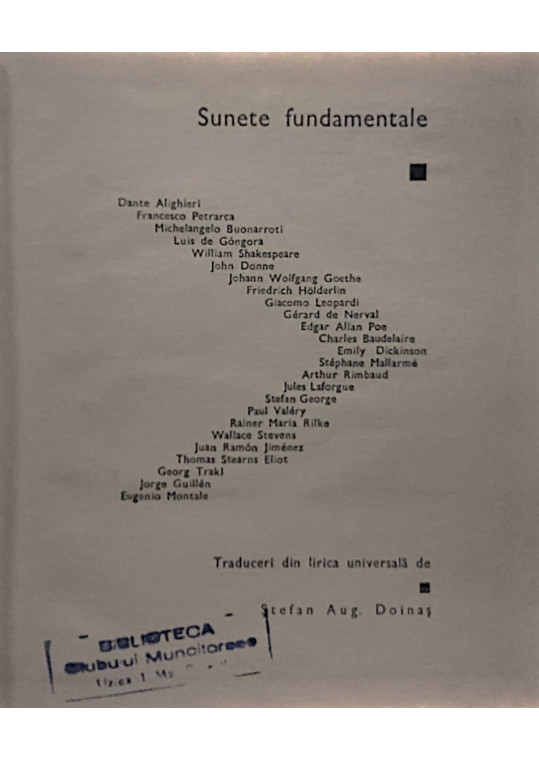 Sunete fundamentale
Dante Alighieri
Francesco Petrarca
Michelangelo Buonarroti
Luis de Góngora
William Shakespeare
John Donne
Johann Wolfgang Goethe
Friedrich Hölderlin
Giacomo Leopardi
Gérard de Nerval
Edgar Allan Poe
Charles Baudelaire
Emily Dickinson
Stéphane Mallarmé
Arthur Rimbaud
Jules Laforgue
Stefan George
Paul Valéry
Rainer Maria Rilke
Wallace Stevens
Juan Ramón Jiménez
Thomas Stearns Eliot
Georg Trakl
Jorge Guillén
Eugenio Montale
Traduceri din lirica universală de
Ștefan Aug. Doinaș
BIBLIOTECA
Clubului Muncitoresc
1